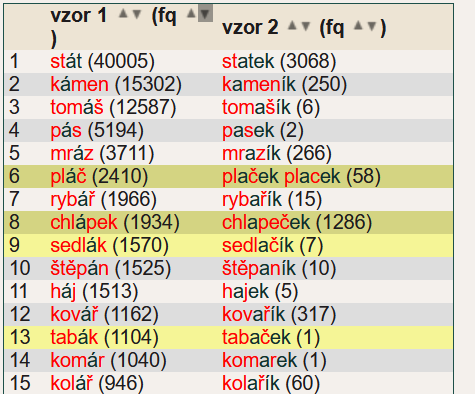 vzor 1 ▲▼ (fq ▲▼) vzor 2 ▲▼ (fq ▲▼)
1 stát (40005) statek (3068)
2 kámen (15302) kameník (250)
3 tomáš (12587) tomašík (6)
4 pás (5194) pasek (2)
5 mráz (3711) mrazík (266)
6 pláč (2410) plaček placek (58)
7 rybář (1966) rybařík (15)
8 chlápek (1934) chlapeček (1286)
9 sedlák (1570) sedlačík (7)
10 štěpán (1525) štěpaník (10)
11 háj (1513) hajek (5)
12 kovář (1162) kovařík (317)
13 tabák (1104) tabaček (1)
14 komár (1040) komarek (1)
15 kolář (946) kolařík (60)